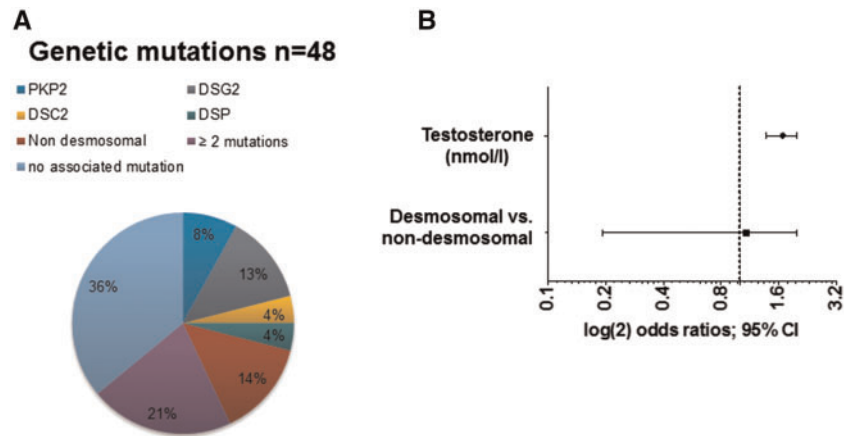 A
Genetic mutations n=48
PKP2
DSG2
DSC2
DSP
Non desmosomal
≥ 2 mutations
no associated mutation
8%
13%
4%
4%
14%
21%
36%
B
Testosterone
(nmol/l)
Desmosomal vs.
non-desmosomal
0.1
0.2
0.4
0.8
1.6
3.2
log(2) odds ratios; 95% CI